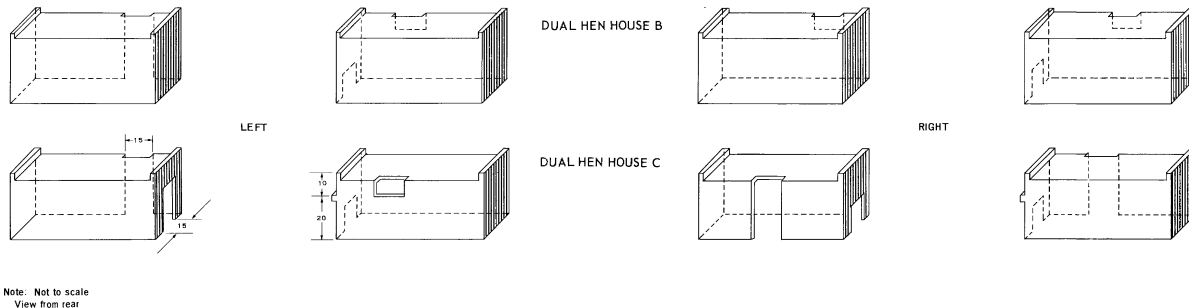 DUAL HEN HOUSE B
LEFT
RIGHT
15
DUAL HEN HOUSE C
10
20
15
Note: Not to scale
View from rear